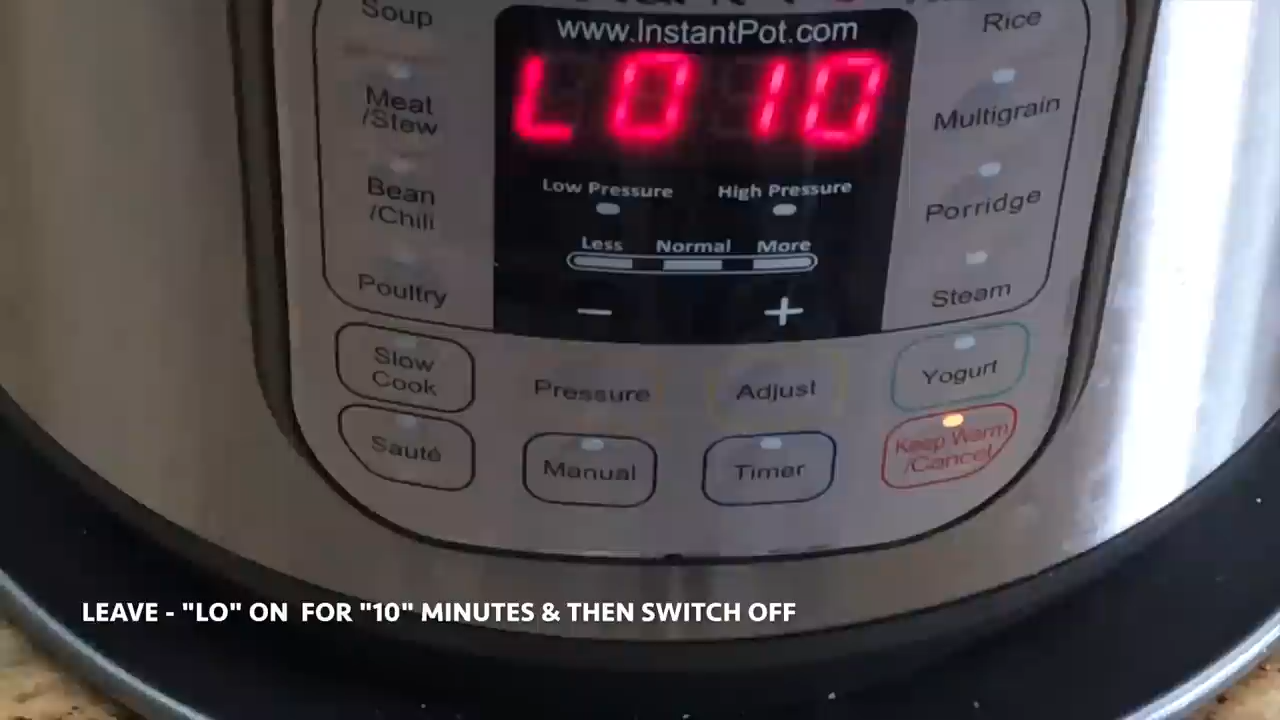 www.InstantPot.com
LO10
Soup
Meat
/Stew
Bean
/Chili
Poultry
Rice
Multigrain
Porridge
Steam
Low Pressure High Pressure
Less Normal More
− +
Slow
Cook
Pressure
Adjust
Yogurt
Sauté
Manual
Timer
Keep Warm
/Cancel
LEAVE - "LO" ON FOR "10" MINUTES & THEN SWITCH OFF